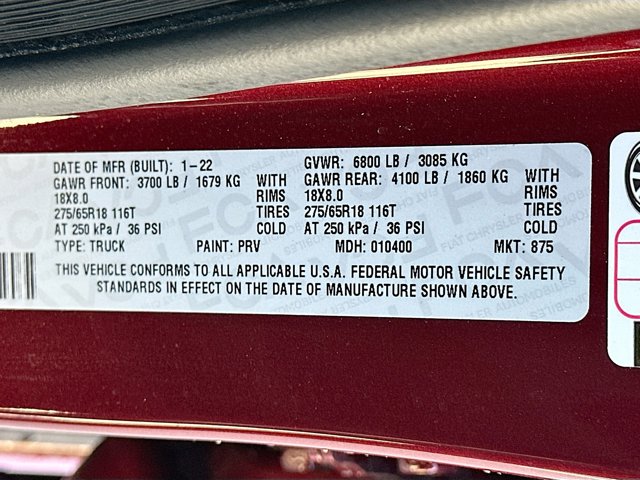 DATE OF MFR (BUILT): 1-22 GVWR: 6800 LB / 3085 KG
GAWR FRONT: 3700 LB / 1679 KG WITH GAWR REAR: 4100 LB / 1860 KG WITH
18X8.0 RIMS 18X8.0 RIMS
275/65R18 116T TIRES 275/65R18 116T TIRES
AT 250 kPa / 36 PSI COLD AT 250 kPa / 36 PSI COLD
TYPE: TRUCK PAINT: PRV MDH: 010400 MKT: 875
THIS VEHICLE CONFORMS TO ALL APPLICABLE U.S.A. FEDERAL MOTOR VEHICLE SAFETY
STANDARDS IN EFFECT ON THE DATE OF MANUFACTURE SHOWN ABOVE.